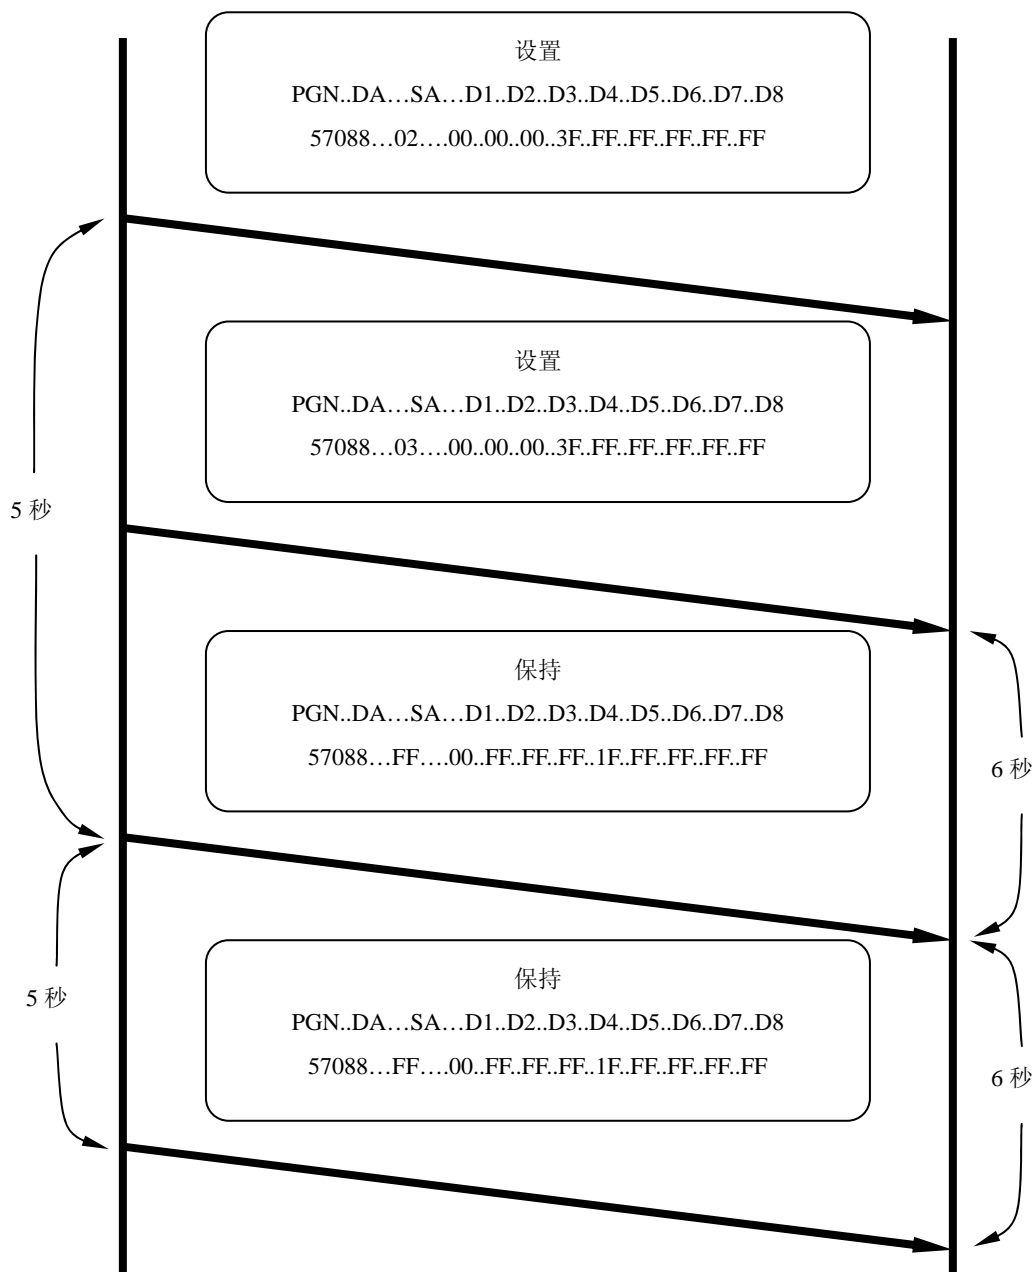 设置
PGN..DA…SA…D1..D2..D3..D4..D5..D6..D7..D8
57088…02….00..00..00..3F..FF..FF..FF..FF..FF
设置
PGN..DA…SA…D1..D2..D3..D4..D5..D6..D7..D8
57088…03….00..00..00..3F..FF..FF..FF..FF..FF
5 秒
保持
PGN..DA…SA…D1..D2..D3..D4..D5..D6..D7..D8
57088…FF….00..FF..FF..FF..1F..FF..FF..FF..FF
6 秒
保持
5 秒
PGN..DA…SA…D1..D2..D3..D4..D5..D6..D7..D8
57088…FF….00..FF..FF..FF..1F..FF..FF..FF..FF
6 秒